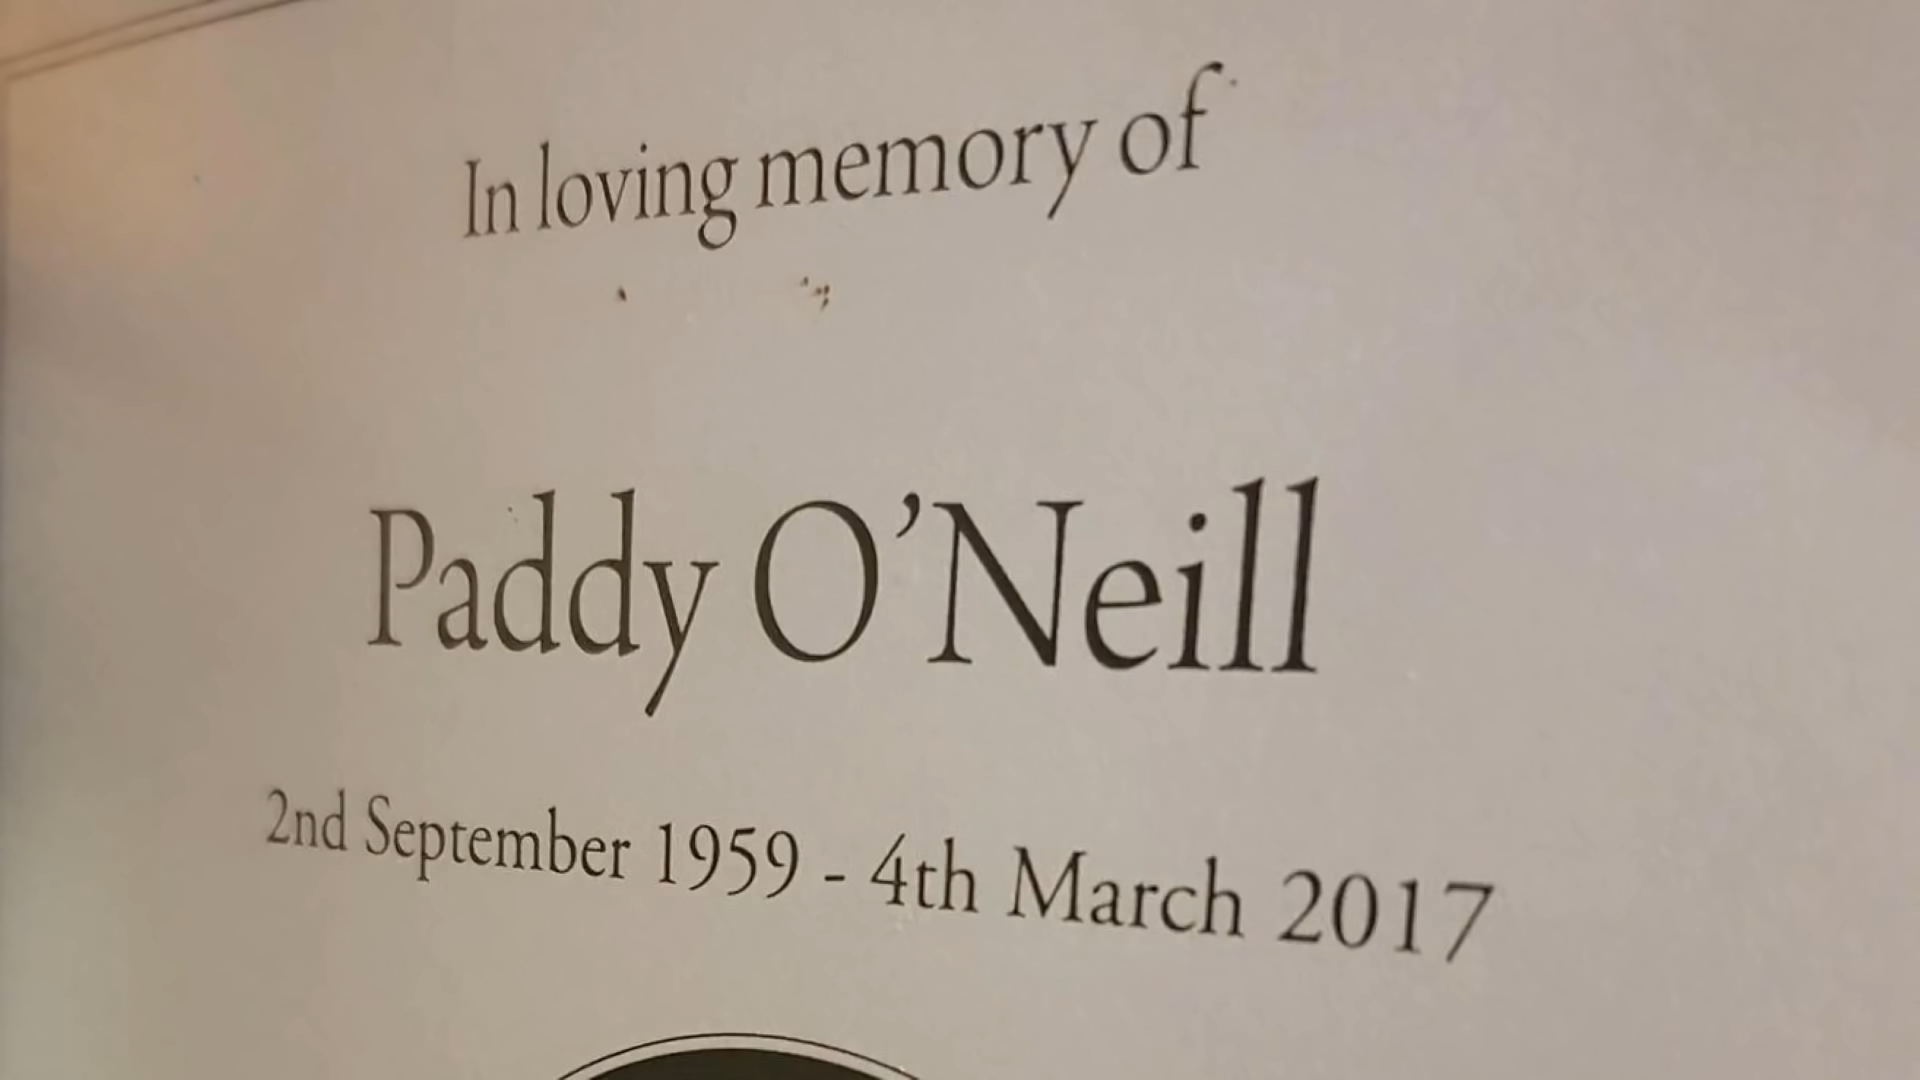 In loving memory of
Paddy O’Neill
2nd September 1959 - 4th March 2017